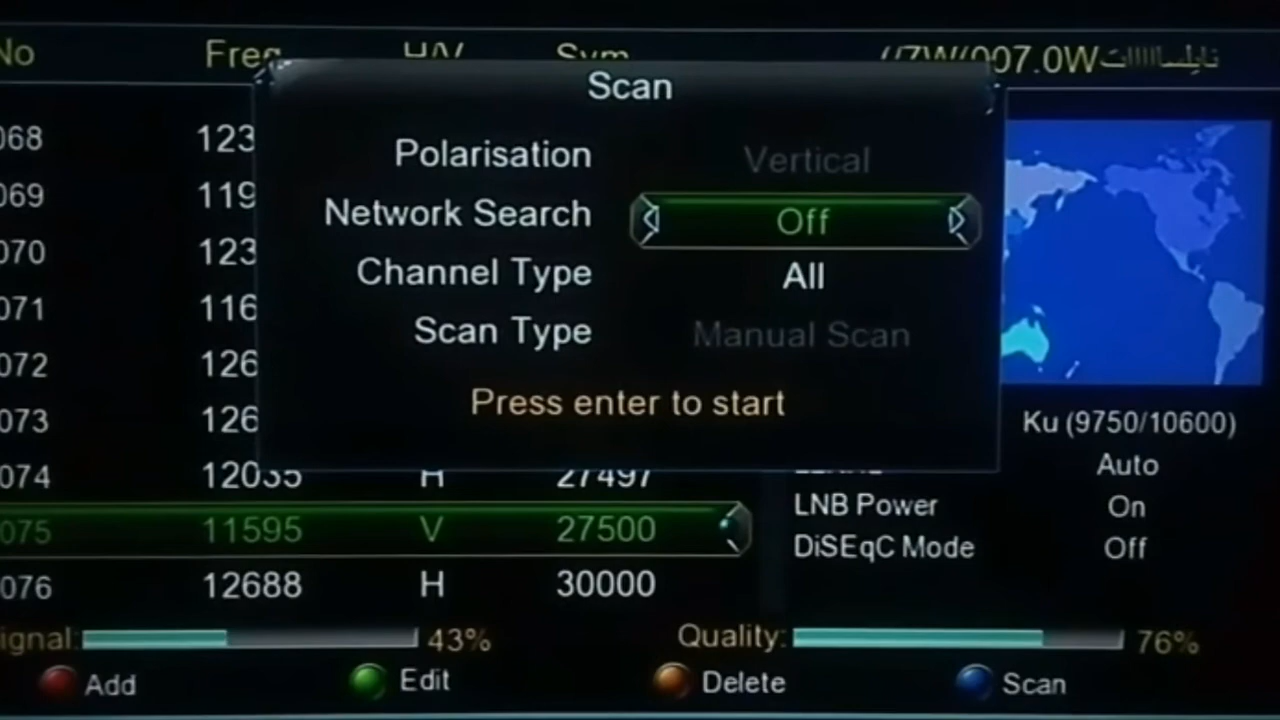 No Freq H/V Sym
Scan
Polarisation Vertical
Network Search Off
Channel Type All
Scan Type Manual Scan
Press enter to start
068 123
069 119
070 123
071 116
072 126
073 126
074 12035 H 27497
075 11595 V 27500
076 12688 H 30000
Ku (9750/10600)
Auto
LNB Power On
DiSEqC Mode Off
ignal: 43% Quality: 76%
Add Edit Delete Scan